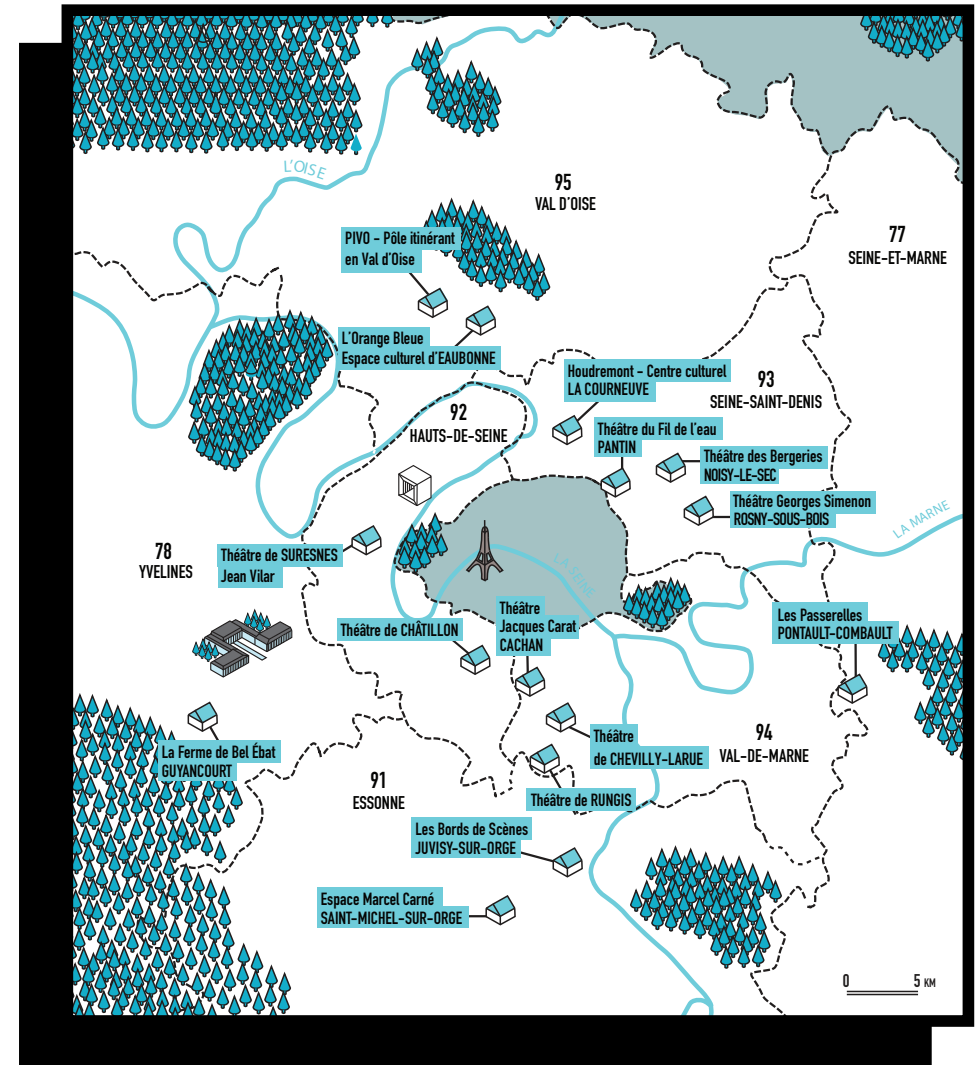 L'OISE
95
VAL D'OISE
77
SEINE-ET-MARNE
PIVO – Pôle itinérant
en Val d'Oise
L'Orange Bleue
Espace culturel d'EAUBONNE
Houdremont – Centre culturel
LA COURNEUVE
93
SEINE-SAINT-DENIS
92
HAUTS-DE-SEINE
Théâtre du Fil de l'eau
PANTIN
Théâtre des Bergeries
NOISY-LE-SEC
Théâtre Georges Simenon
ROSNY-SOUS-BOIS
LA MARNE
78
YVELINES
Théâtre de SURESNES
Jean Vilar
LA SEINE
Théâtre de CHÂTILLON
Théâtre
Jacques Carat
CACHAN
Les Passerelles
PONTAULT-COMBAULT
La Ferme de Bel Ébat
GUYANCOURT
Théâtre
de CHEVILLY-LARUE
94
VAL-DE-MARNE
91
ESSONNE
Théâtre de RUNGIS
Les Bords de Scènes
JUVISY-SUR-ORGE
Espace Marcel Carné
SAINT-MICHEL-SUR-ORGE
0 5 KM